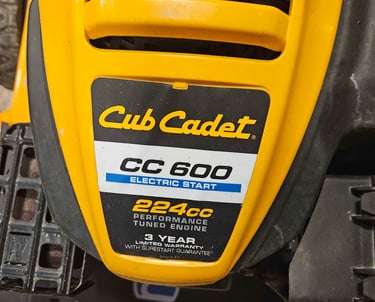 Cub Cadet®
CC 600
ELECTRIC START
224cc
PERFORMANCE
TUNED ENGINE
3 YEAR
LIMITED WARRANTY
WITH SURESTART GUARANTEE*